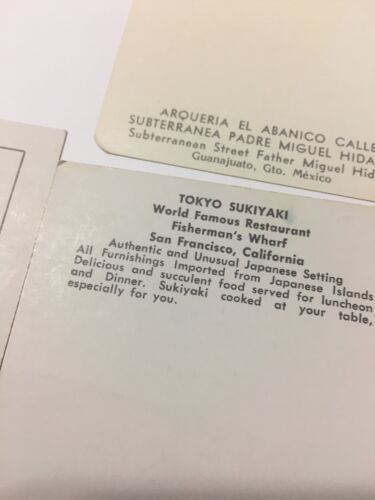 ARQUERIA EL ABANICO CALLE
SUBTERRANEA PADRE MIGUEL HIDA
Subterranean Street Father Miguel Hid
Guanajuato, Gto. México
TOKYO SUKIYAKI
World Famous Restaurant
Fisherman's Wharf
San Francisco, California
Authentic and Unusual Japanese Setting
All Furnishings Imported from Japanese Islands
Delicious and succulent food served for luncheon
and Dinner. Sukiyaki cooked at your table,
especially for you.